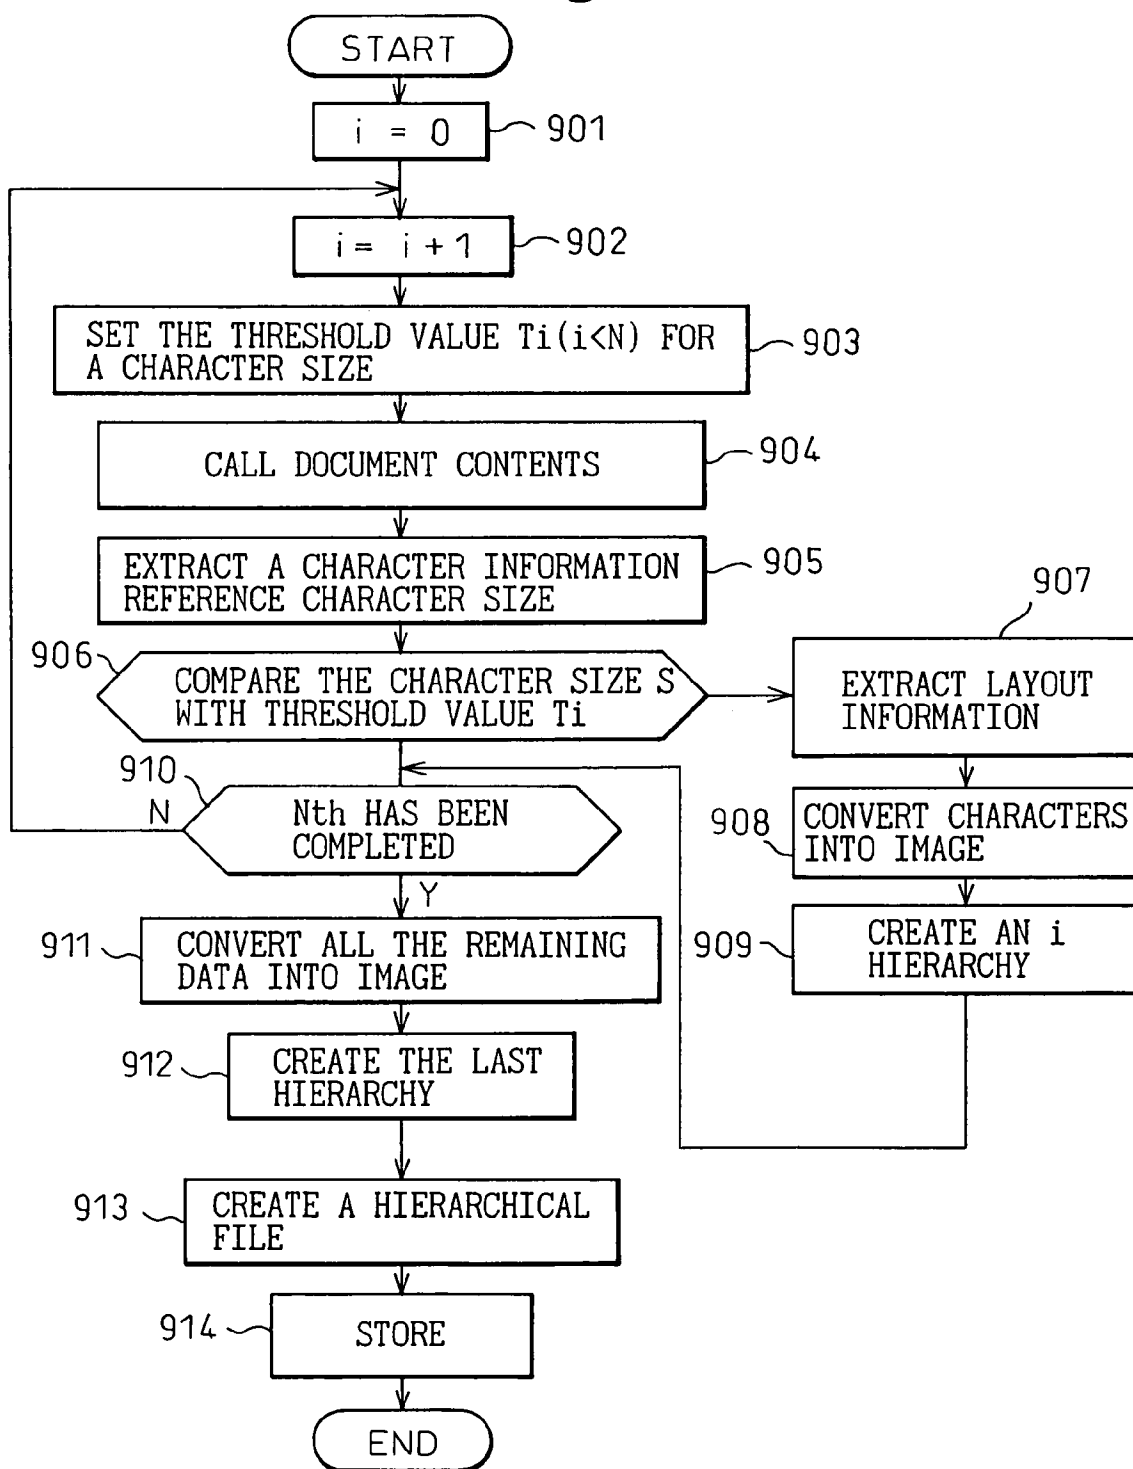 START
i = 0
901
i = i + 1
902
SET THE THRESHOLD VALUE Ti(i<N) FOR
A CHARACTER SIZE
903
CALL DOCUMENT CONTENTS
904
EXTRACT A CHARACTER INFORMATION
REFERENCE CHARACTER SIZE
905
906
COMPARE THE CHARACTER SIZE S
WITH THRESHOLD VALUE Ti
907
EXTRACT LAYOUT
INFORMATION
908
CONVERT CHARACTERS
INTO IMAGE
909
CREATE AN i
HIERARCHY
910
N
Nth HAS BEEN
COMPLETED
Y
911
CONVERT ALL THE REMAINING
DATA INTO IMAGE
912
CREATE THE LAST
HIERARCHY
913
CREATE A HIERARCHICAL
FILE
914
STORE
END